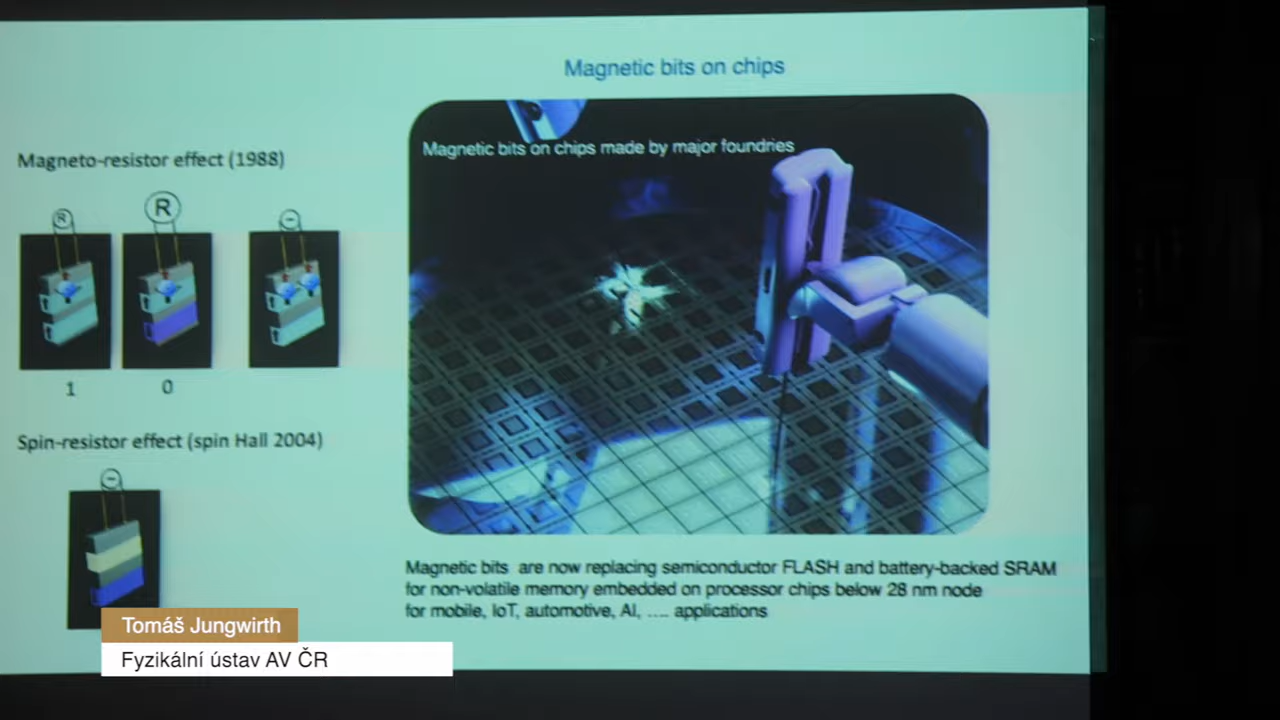 Magnetic bits on chips
Magneto-resistor effect (1988)
R
R
1
0
Spin-resistor effect (spin Hall 2004)
Magnetic bits on chips made by major foundries
Magnetic bits are now replacing semiconductor FLASH and battery-backed SRAM
for non-volatile memory embedded on processor chips below 28 nm node
for mobile, IoT, automotive, AI, .... applications
Tomáš Jungwirth
Fyzikální ústav AV ČR